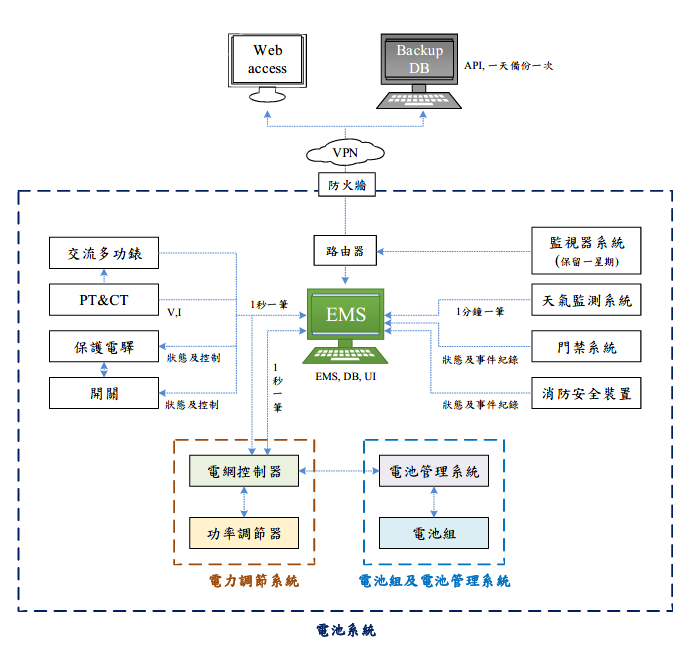 Web
access
Backup
DB
API, 一天備份一次
VPN
防火牆
路由器
監視器系統
(保留一星期)
交流多功錶
PT&CT
V,I
1秒一筆
EMS
1分鐘一筆
天氣監測系統
保護電驛
狀態及控制
門禁系統
狀態及事件紀錄
EMS, DB, UI
1
秒
一
筆
開關
狀態及控制
消防安全裝置
狀態及事件紀錄
電網控制器
電池管理系統
功率調節器
電池組
電力調節系統
電池組及電池管理系統
電池系統